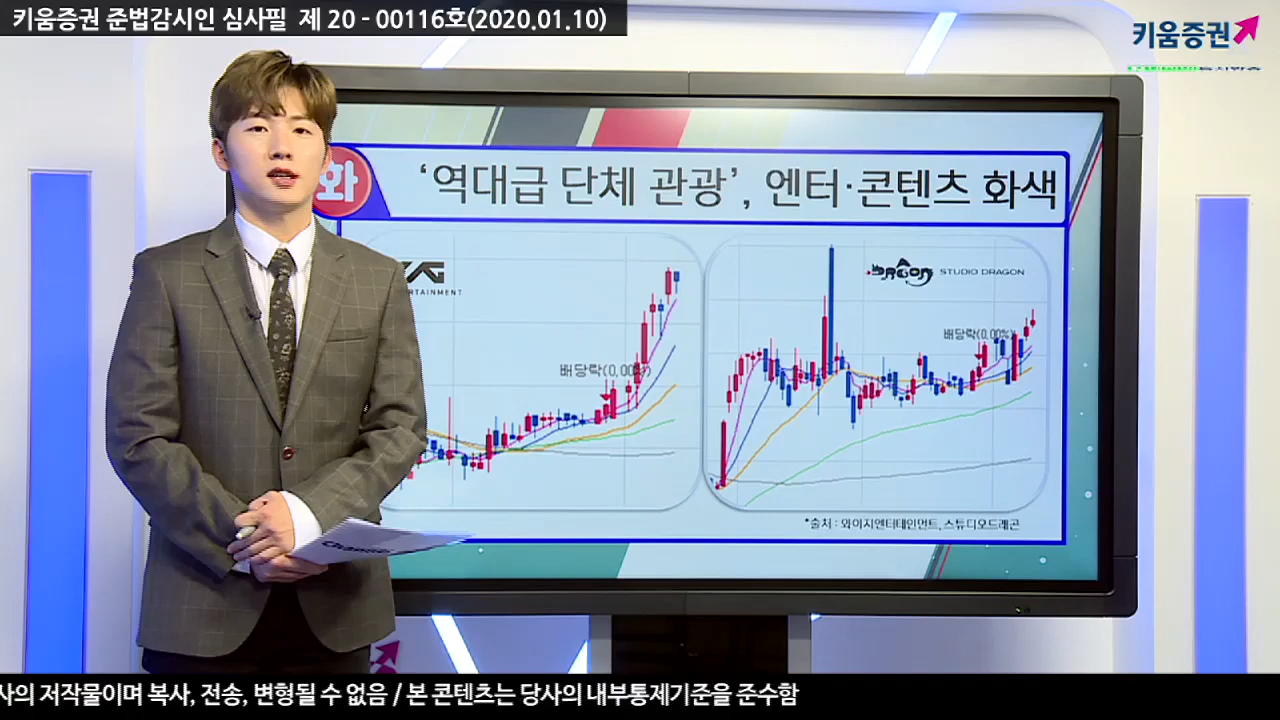 키움증권 준법감시인 심사필 제 20 - 00116호(2020.01.10)
키움증권
화
‘역대급 단체 관광’, 엔터·콘텐츠 화색
YG
RTAINMENT
배당락(0.00%)
DRAGON
STUDIO DRAGON
배당락(0.00%)
*출처 : 와이지엔터테인먼트, 스튜디오드래곤
사의 저작물이며 복사, 전송, 변형될 수 없음 / 본 콘텐츠는 당사의 내부통제기준을 준수함